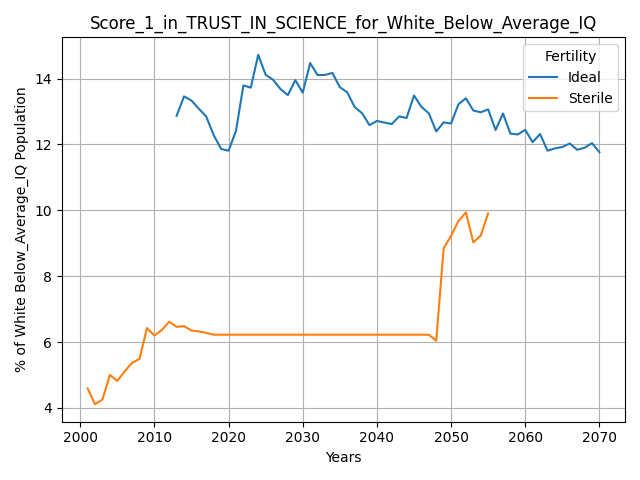 Score_1_in_TRUST_IN_SCIENCE_for_White_Below_Average_IQ
% of White Below_Average_IQ Population
14
12
10
8
6
4
Fertility
Ideal
Sterile
2000 2010 2020 2030 2040 2050 2060 2070
Years